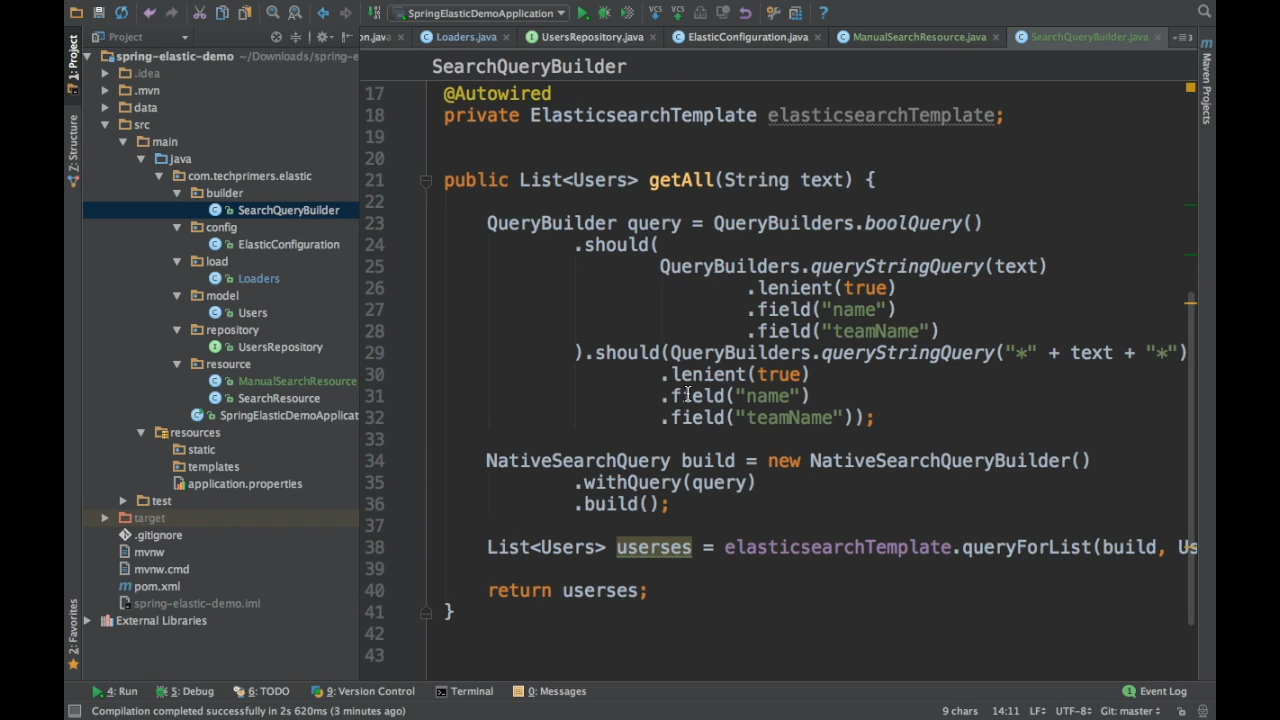 SpringElasticDemoApplication
Project
on.java
Loaders.java
UsersRepository.java
ElasticConfiguration.java
ManualSearchResource.java
SearchQueryBuilder.java
1: Project
Z: Structure
2: Favorites
Maven Projects
spring-elastic-demo ~/Downloads/spring-e
.idea
.mvn
data
src
main
java
com.techprimers.elastic
builder
SearchQueryBuilder
config
ElasticConfiguration
load
Loaders
model
Users
repository
UsersRepository
resource
ManualSearchResource
SearchResource
SpringElasticDemoApplicat
resources
static
templates
application.properties
test
target
.gitignore
mvnw
mvnw.cmd
pom.xml
spring-elastic-demo.iml
External Libraries
SearchQueryBuilder
17 @Autowired
18 private ElasticsearchTemplate elasticsearchTemplate;
19
20
21 public List<Users> getAll(String text) {
22
23 QueryBuilder query = QueryBuilders.boolQuery()
24 .should(
25 QueryBuilders.queryStringQuery(text)
26 .lenient(true)
27 .field("name")
28 .field("teamName")
29 ).should(QueryBuilders.queryStringQuery("*" + text + "*")
30 .lenient(true)
31 .field("name")
32 .field("teamName"));
33
34 NativeSearchQuery build = new NativeSearchQueryBuilder()
35 .withQuery(query)
36 .build();
37
38 List<Users> userses = elasticsearchTemplate.queryForList(build, Us
39
40 return userses;
41 }
42
43
4: Run
5: Debug
6: TODO
9: Version Control
Terminal
0: Messages
1 Event Log
Compilation completed successfully in 2s 620ms (3 minutes ago)
9 chars 14:11 LF UTF-8 Git: master